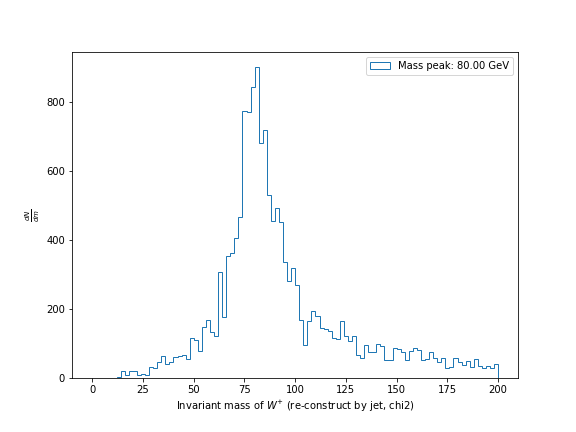 Mass peak: 80.00 GeV
800
600
400
200
0
dN
dm
0 25 50 75 100 125 150 175 200
Invariant mass of W⁺ (re-construct by jet, chi2)